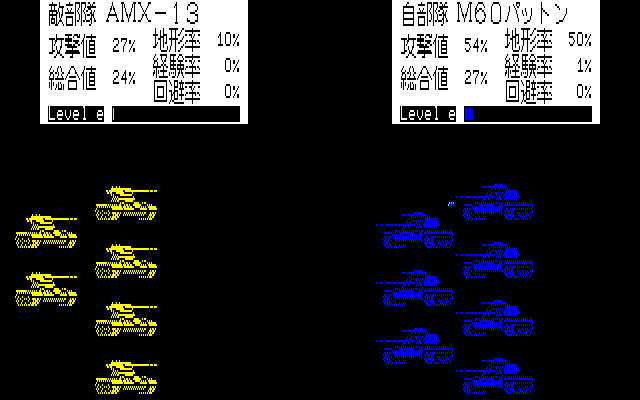 敵部隊 AMX-13
攻撃値 27% 地形率 10%
経験率 0%
総合値 24%
回避率 0%
Level e
自部隊 M60パットン
攻撃値 54% 地形率 50%
経験率 1%
総合値 27%
回避率 0%
Level e